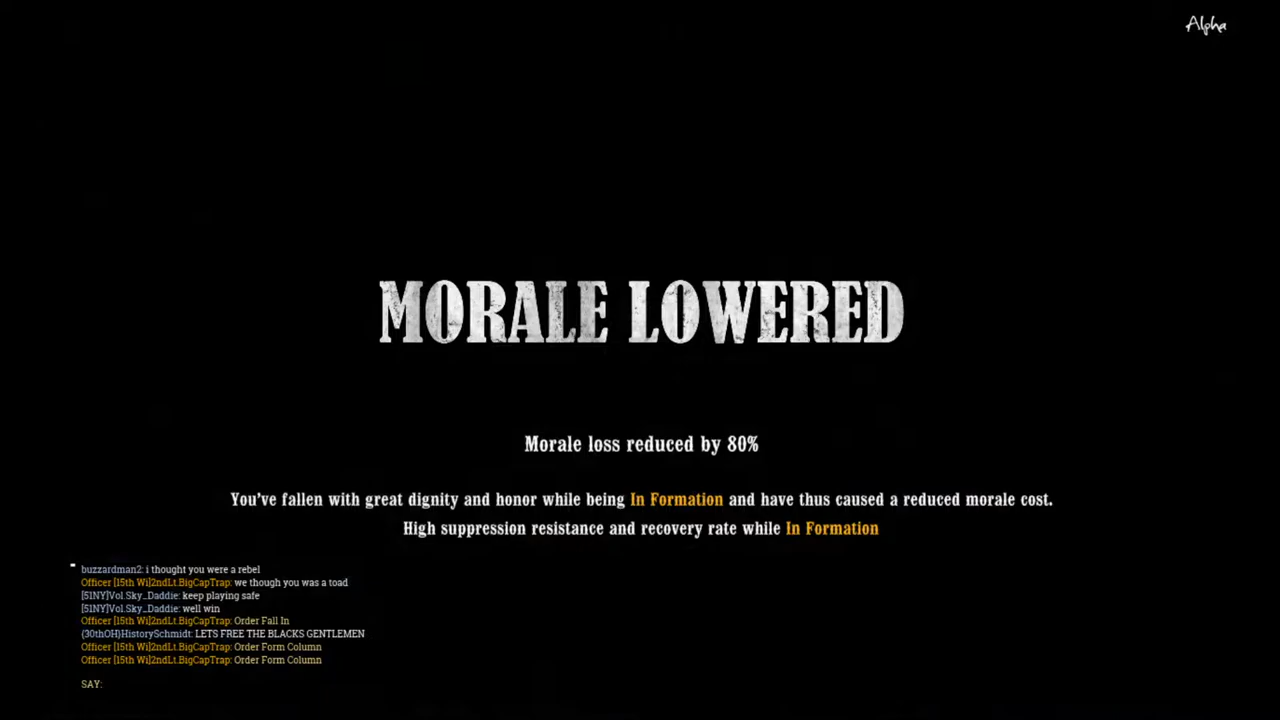 Alpha
MORALE LOWERED
Morale loss reduced by 80%
You've fallen with great dignity and honor while being In Formation and have thus caused a reduced morale cost.
High suppression resistance and recovery rate while In Formation
buzzardman2: i thought you were a rebel
Officer [15th Wi]2ndLt.BigCapTrap: we though you was a toad
[51NY]Vol.Sky_Daddie: keep playing safe
[51NY]Vol.Sky_Daddie: well win
Officer [15th Wi]2ndLt.BigCapTrap: Order Fall In
{30thOH}HistorySchmidt: LETS FREE THE BLACKS GENTLEMEN
Officer [15th Wi]2ndLt.BigCapTrap: Order Form Column
Officer [15th Wi]2ndLt.BigCapTrap: Order Form Column
SAY: